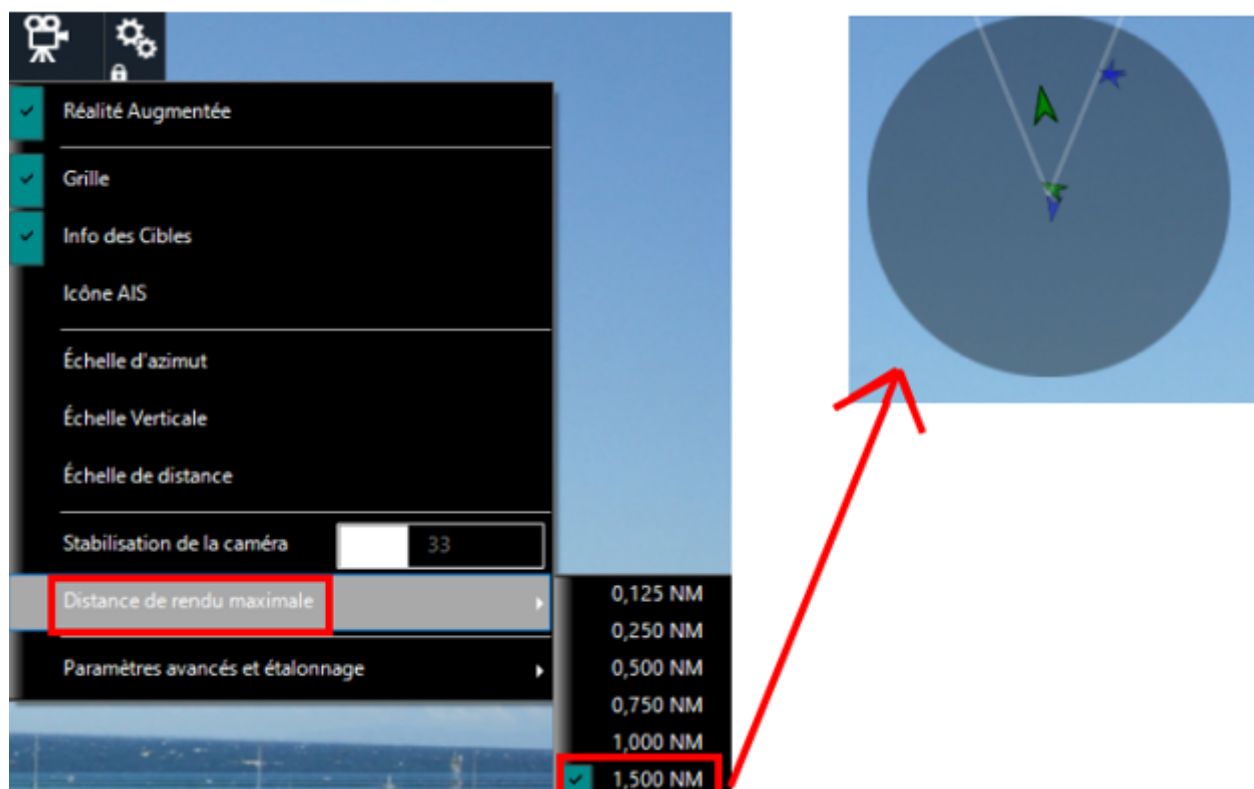 Réalité Augmentée
Grille
Info des Cibles
Icône AIS
Échelle d'azimut
Échelle Verticale
Échelle de distance
Stabilisation de la caméra 33
Distance de rendu maximale
0,125 NM
0,250 NM
0,500 NM
0,750 NM
1,000 NM
1,500 NM
Paramètres avancés et étalonnage